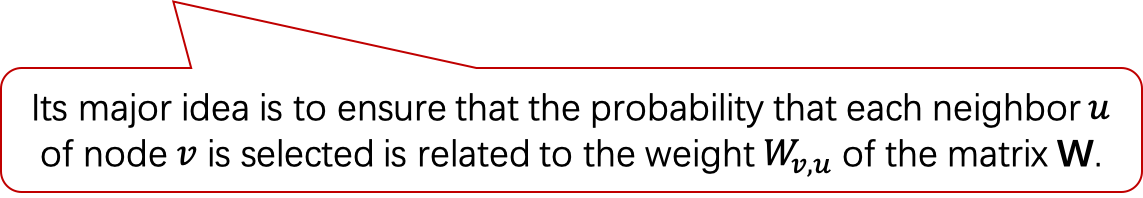 Its major idea is to ensure that the probability that each neighbor u
of node v is selected is related to the weight W_{v,u} of the matrix W.